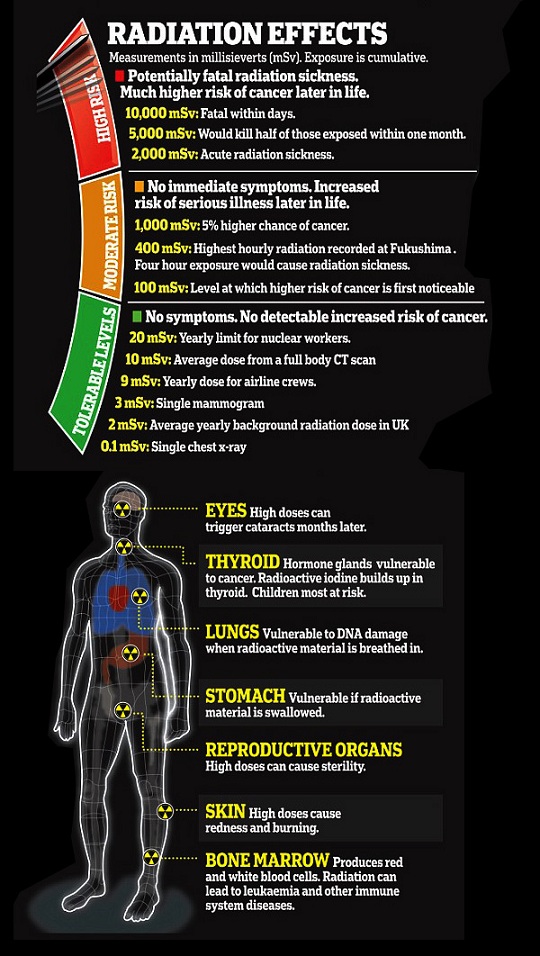 RADIATION EFFECTS
Measurements in millisieverts (mSv). Exposure is cumulative.
HIGH RISK
Potentially fatal radiation sickness.
Much higher risk of cancer later in life.
10,000 mSv: Fatal within days.
5,000 mSv: Would kill half of those exposed within one month.
2,000 mSv: Acute radiation sickness.
MODERATE RISK
No immediate symptoms. Increased
risk of serious illness later in life.
1,000 mSv: 5% higher chance of cancer.
400 mSv: Highest hourly radiation recorded at Fukushima .
Four hour exposure would cause radiation sickness.
100 mSv: Level at which higher risk of cancer is first noticeable
TOLERABLE LEVELS
No symptoms. No detectable increased risk of cancer.
20 mSv: Yearly limit for nuclear workers.
10 mSv: Average dose from a full body CT scan
9 mSv: Yearly dose for airline crews.
3 mSv: Single mammogram
2 mSv: Average yearly background radiation dose in UK
0.1 mSv: Single chest x-ray
EYES High doses can
trigger cataracts months later.
THYROID Hormone glands vulnerable
to cancer. Radioactive iodine builds up in
thyroid. Children most at risk.
LUNGS Vulnerable to DNA damage
when radioactive material is breathed in.
STOMACH Vulnerable if radioactive
material is swallowed.
REPRODUCTIVE ORGANS
High doses can cause sterility.
SKIN High doses cause
redness and burning.
BONE MARROW Produces red
and white blood cells. Radiation can
lead to leukaemia and other immune
system diseases.